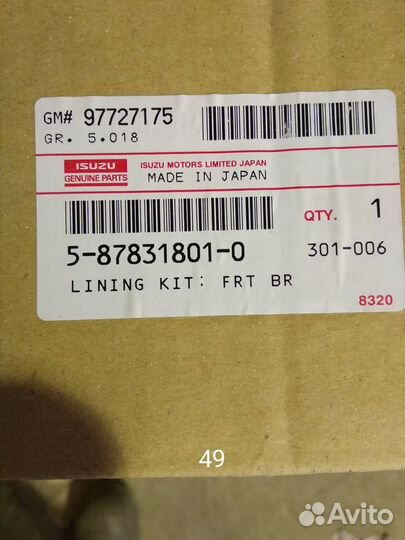 GM# 97727175
GR. 5.018
ISUZU
GENUINE PARTS
ISUZU MOTORS LIMITED JAPAN
MADE IN JAPAN
QTY. 1
5-87831801-0
301-006
LINING KIT; FRT BR
8320
49
Avito